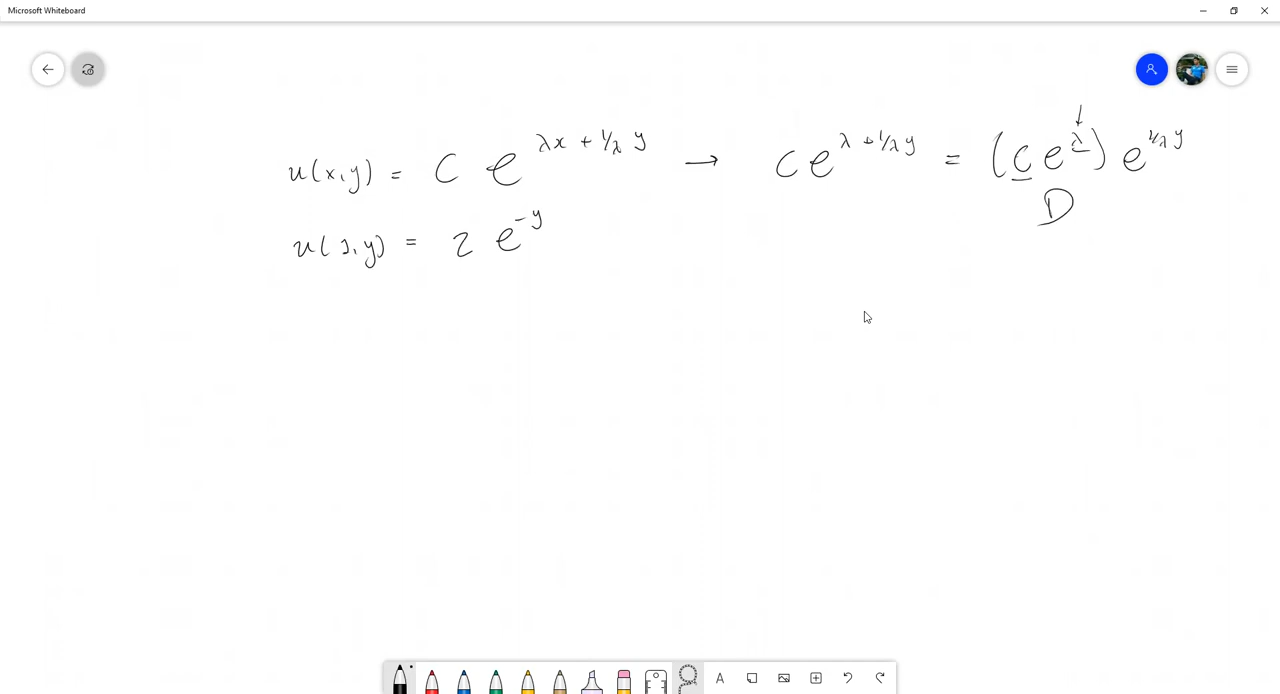 Microsoft Whiteboard
u(x,y) = C e^{λx + 1/λ y} → C e^{λ + 1/λ y} = (C e^{λ}) e^{1/λ y}
D
u(1,y) = 2 e^{-y}
A